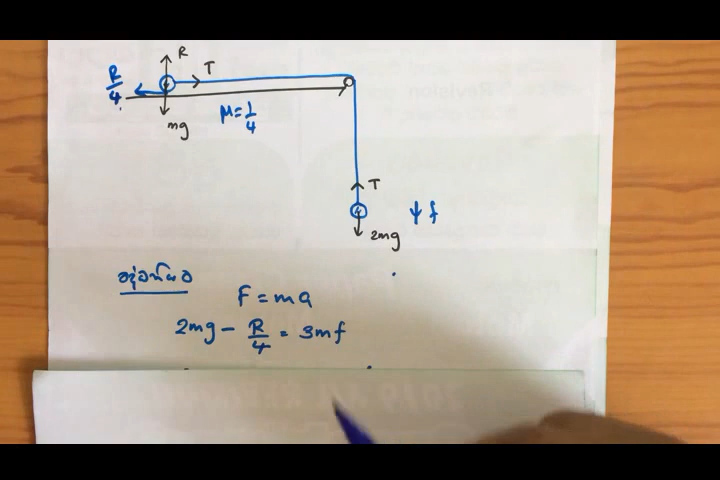 R
T
R/4
mg
μ = 1/4
T
2mg
↓ f
F = ma
2mg − R/4 = 3mf